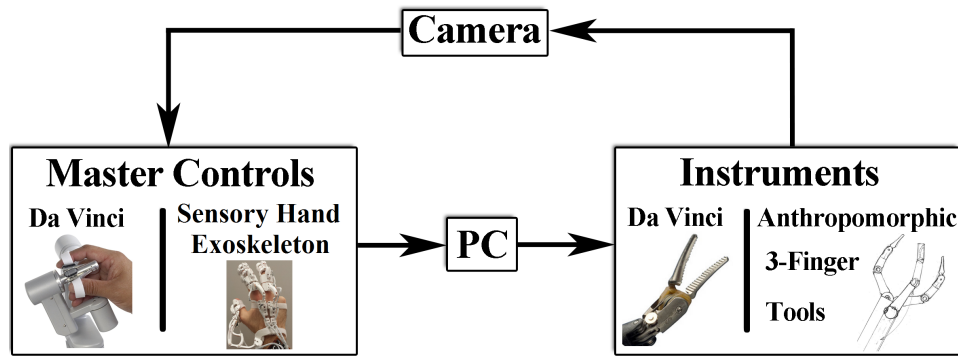 Camera
Master Controls
Da Vinci
Sensory Hand
Exoskeleton
PC
Instruments
Da Vinci
Anthropomorphic
3-Finger
Tools